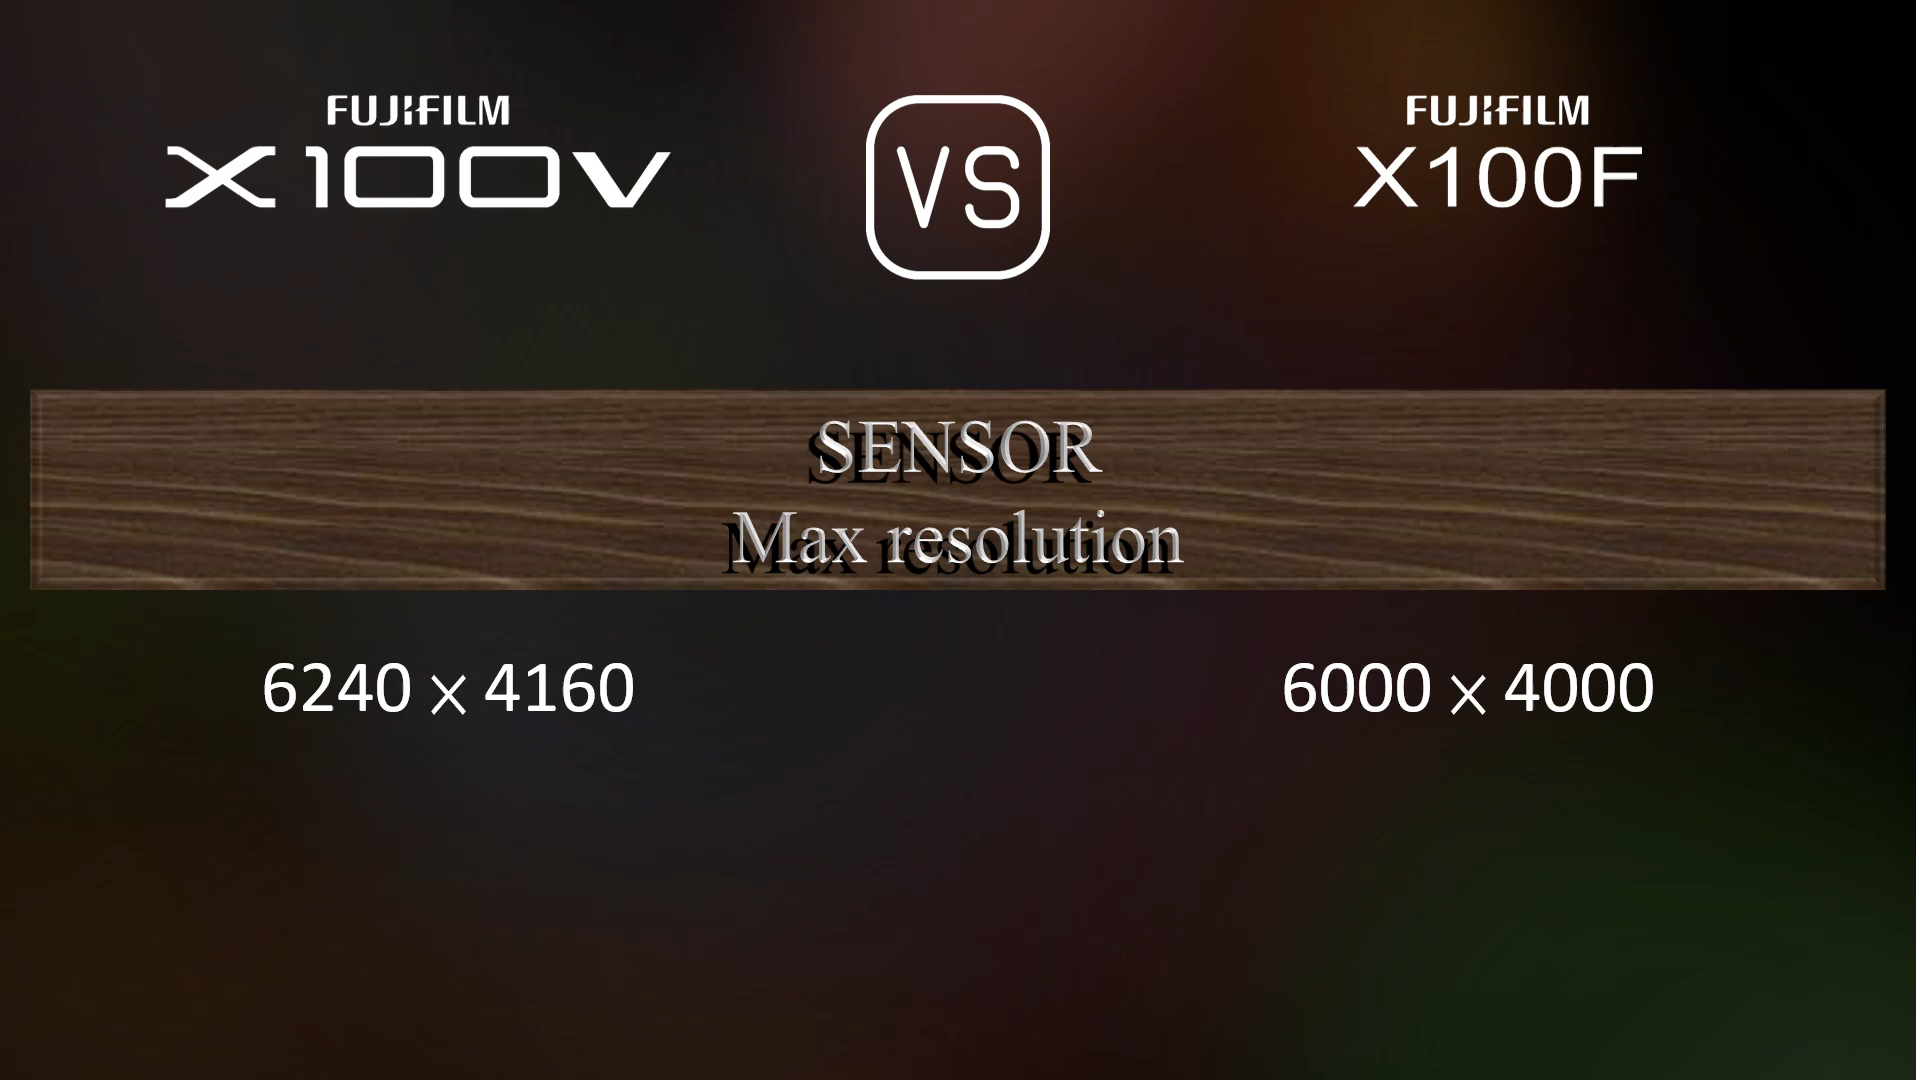 FUJIFILM
X100V
VS
FUJIFILM
X100F
SENSOR
Max resolution
6240 x 4160
6000 x 4000